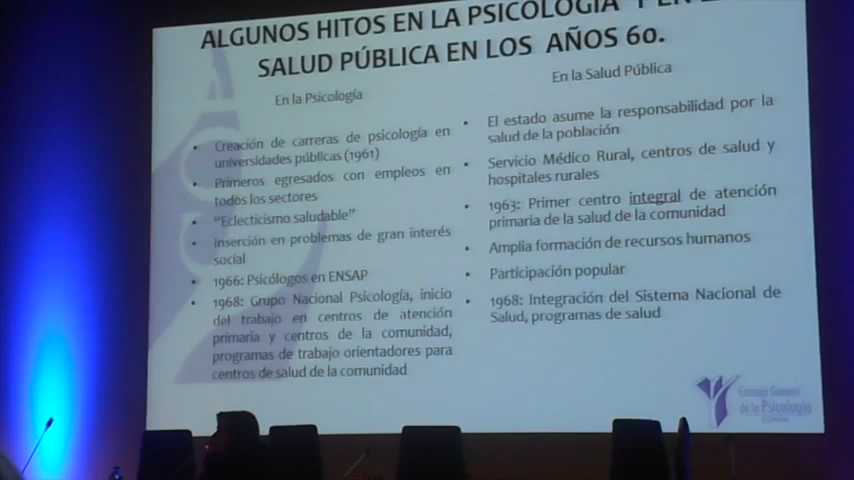 ALGUNOS HITOS EN LA PSICOLOGÍA Y EN LA
SALUD PÚBLICA EN LOS AÑOS 60.
En la Psicología
• Creación de carreras de psicología en
universidades públicas (1961)
• Primeros egresados con empleos en
todos los sectores
• "Eclecticismo saludable"
• Inserción en problemas de gran interés
social
• 1966: Psicólogos en ENSAP
• 1968: Grupo Nacional Psicología, inicio
del trabajo en centros de atención
primaria y centros de la comunidad,
programas de trabajo orientadores para
centros de salud de la comunidad
En la Salud Pública
• El estado asume la responsabilidad por la
salud de la población
• Servicio Médico Rural, centros de salud y
hospitales rurales
• 1963: Primer centro integral de atención
primaria de la salud de la comunidad
• Amplia formación de recursos humanos
• Participación popular
• 1968: Integración del Sistema Nacional de
Salud, programas de salud
Consejo General
de la Psicología